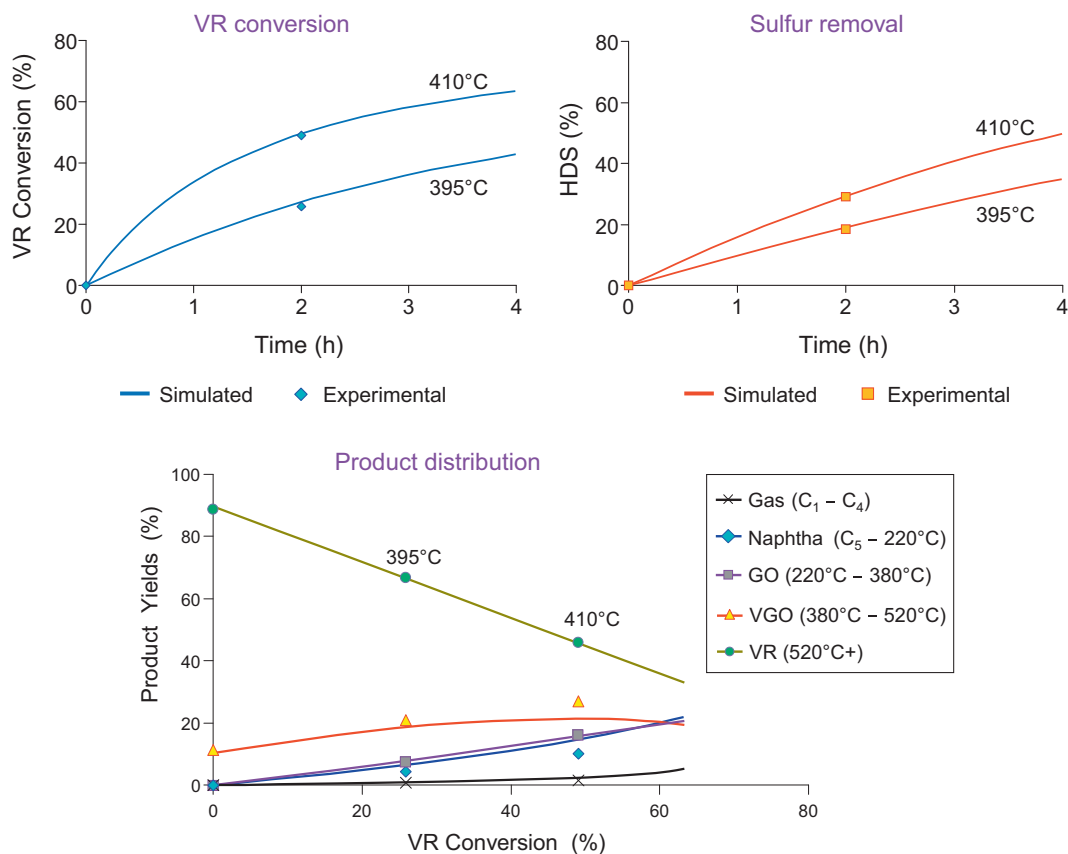 VR conversion
80
60
40
20
0
VR Conversion (%)
410°C
395°C
0 1 2 3 4
Time (h)
Simulated Experimental
Sulfur removal
80
60
40
20
0
HDS (%)
410°C
395°C
0 1 2 3 4
Time (h)
Simulated Experimental
Product distribution
100
80
60
40
20
0
Product Yields (%)
395°C
410°C
0 20 40 60 80
VR Conversion (%)
Gas (C₁ – C₄)
Naphtha (C₅ – 220°C)
GO (220°C – 380°C)
VGO (380°C – 520°C)
VR (520°C+)